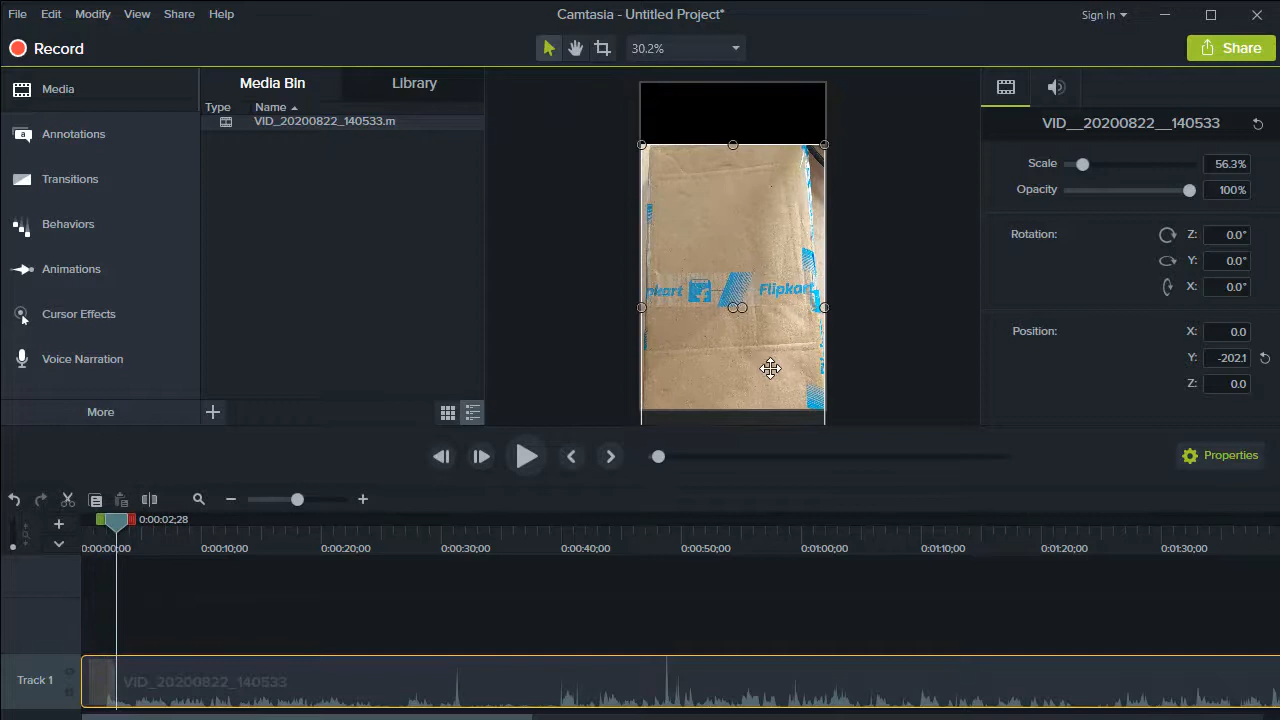 File Edit Modify View Share Help
Camtasia - Untitled Project*
Sign In
Record
30.2%
Share
Media
Annotations
Transitions
Behaviors
Animations
Cursor Effects
Voice Narration
More
Media Bin
Library
Type Name
VID_20200822_140533.m
pkart
Flipkart
VID__20200822__140533
Scale 56.3%
Opacity 100%
Rotation: Z: 0.0°
Y: 0.0°
X: 0.0°
Position: X: 0.0
Y: -202.1
Z: 0.0
Properties
0:00:02;28
0:00:00;00 0:00:10;00 0:00:20;00 0:00:30;00 0:00:40;00 0:00:50;00 0:01:00;00 0:01:10;00 0:01:20;00 0:01:30;00
Track 1
VID_20200822_140533